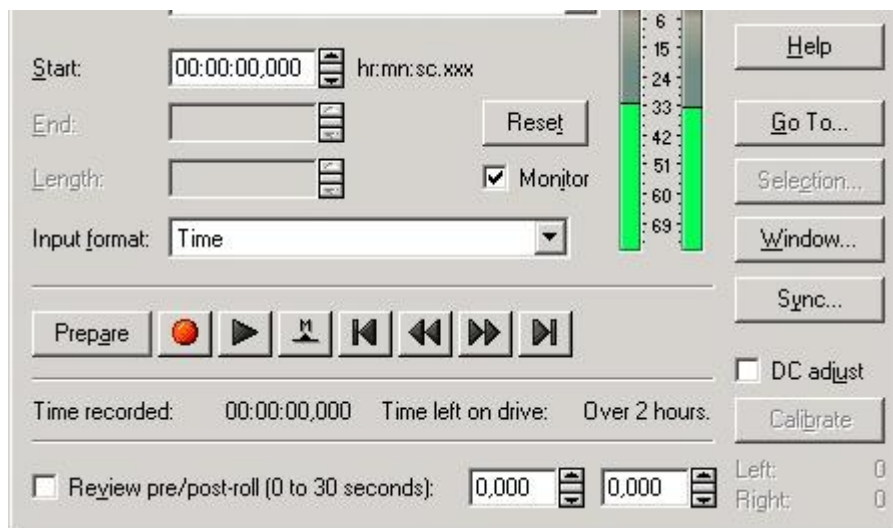 6
15
24
33
42
51
60
69
Help
Start: 00:00:00,000 hr:mn:sc.xxx
End: Reset Go To...
Length: Monitor Selection...
Input format: Time Window...
Sync...
Prepare M
DC adjust
Time recorded: 00:00:00,000 Time left on drive: Over 2 hours. Calibrate
Review pre/post-roll (0 to 30 seconds): 0,000 0,000
Left: 0
Right: 0